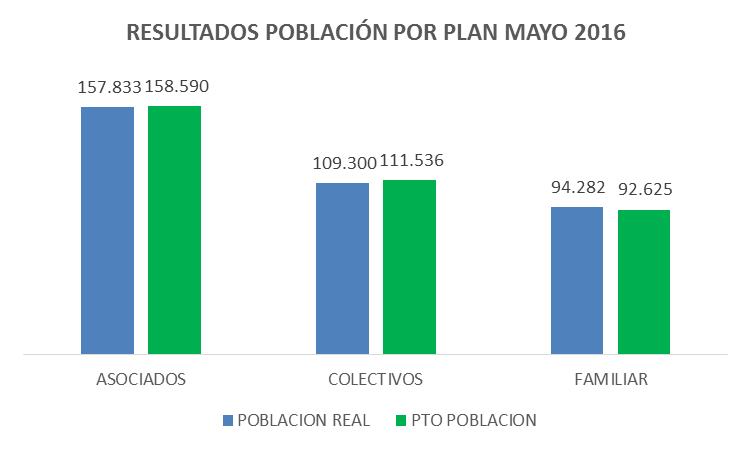 RESULTADOS POBLACIÓN POR PLAN MAYO 2016
157.833 158.590
109.300 111.536
94.282 92.625
ASOCIADOS COLECTIVOS FAMILIAR
POBLACION REAL PTO POBLACION